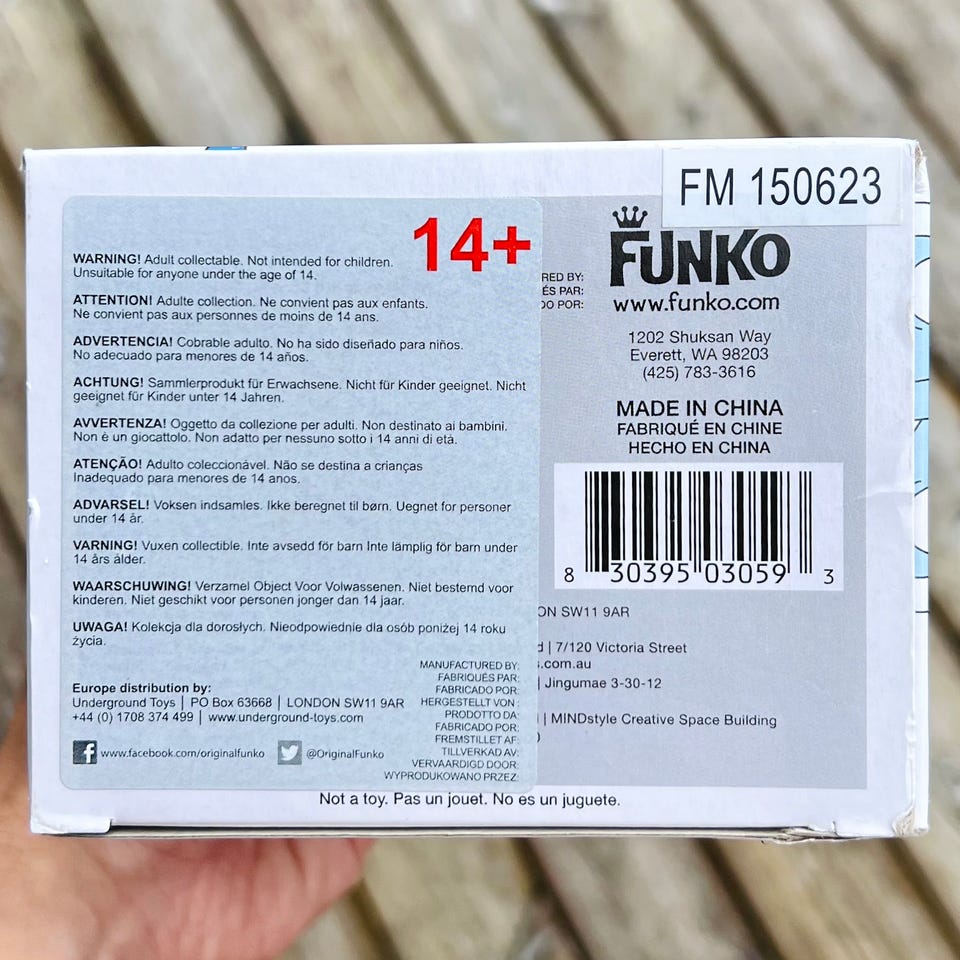 FM 150623
14+
WARNING! Adult collectable. Not intended for children.
Unsuitable for anyone under the age of 14.
ATTENTION! Adulte collection. Ne convient pas aux enfants.
Ne convient pas aux personnes de moins de 14 ans.
ADVERTENCIA! Cobrable adulto. No ha sido diseñado para niños.
No adecuado para menores de 14 años.
ACHTUNG! Sammlerprodukt für Erwachsene. Nicht für Kinder geeignet. Nicht
geeignet für Kinder unter 14 Jahren.
AVVERTENZA! Oggetto da collezione per adulti. Non destinato ai bambini.
Non è un giocattolo. Non adatto per nessuno sotto i 14 anni di età.
ATENÇÃO! Adulto coleccionável. Não se destina a crianças
Inadequado para menores de 14 anos.
ADVARSEL! Voksen indsamles. Ikke beregnet til børn. Uegnet for personer
under 14 år.
VARNING! Vuxen collectible. Inte avsedd för barn Inte lämplig för barn under
14 års ålder.
WAARSCHUWING! Verzamel Object Voor Volwassenen. Niet bestemd voor
kinderen. Niet geschikt voor personen jonger dan 14 jaar.
UWAGA! Kolekcja dla dorosłych. Nieodpowiednie dla osób poniżej 14 roku
życia.
Europe distribution by:
Underground Toys | PO Box 63668 | LONDON SW11 9AR
+44 (0) 1708 374 499 | www.underground-toys.com
www.facebook.com/originalfunko @OriginalFunko
MANUFACTURED BY:
FABRIQUÉS PAR:
FABRICADO POR:
HERGESTELLT VON :
PRODOTTO DA:
FABRICADO POR:
FREMSTILLET AF:
TILLVERKAD AV:
VERVAARDIGD DOOR:
WYPRODUKOWANO PRZEZ:
RED BY:
ÉS PAR:
DO POR:
FUNKO
www.funko.com
1202 Shuksan Way
Everett, WA 98203
(425) 783-3616
MADE IN CHINA
FABRIQUÉ EN CHINE
HECHO EN CHINA
8 30395 03059 3
ON SW11 9AR
| 7/120 Victoria Street
s.com.au
| Jingumae 3-30-12
| MINDstyle Creative Space Building
Not a toy. Pas un jouet. No es un juguete.